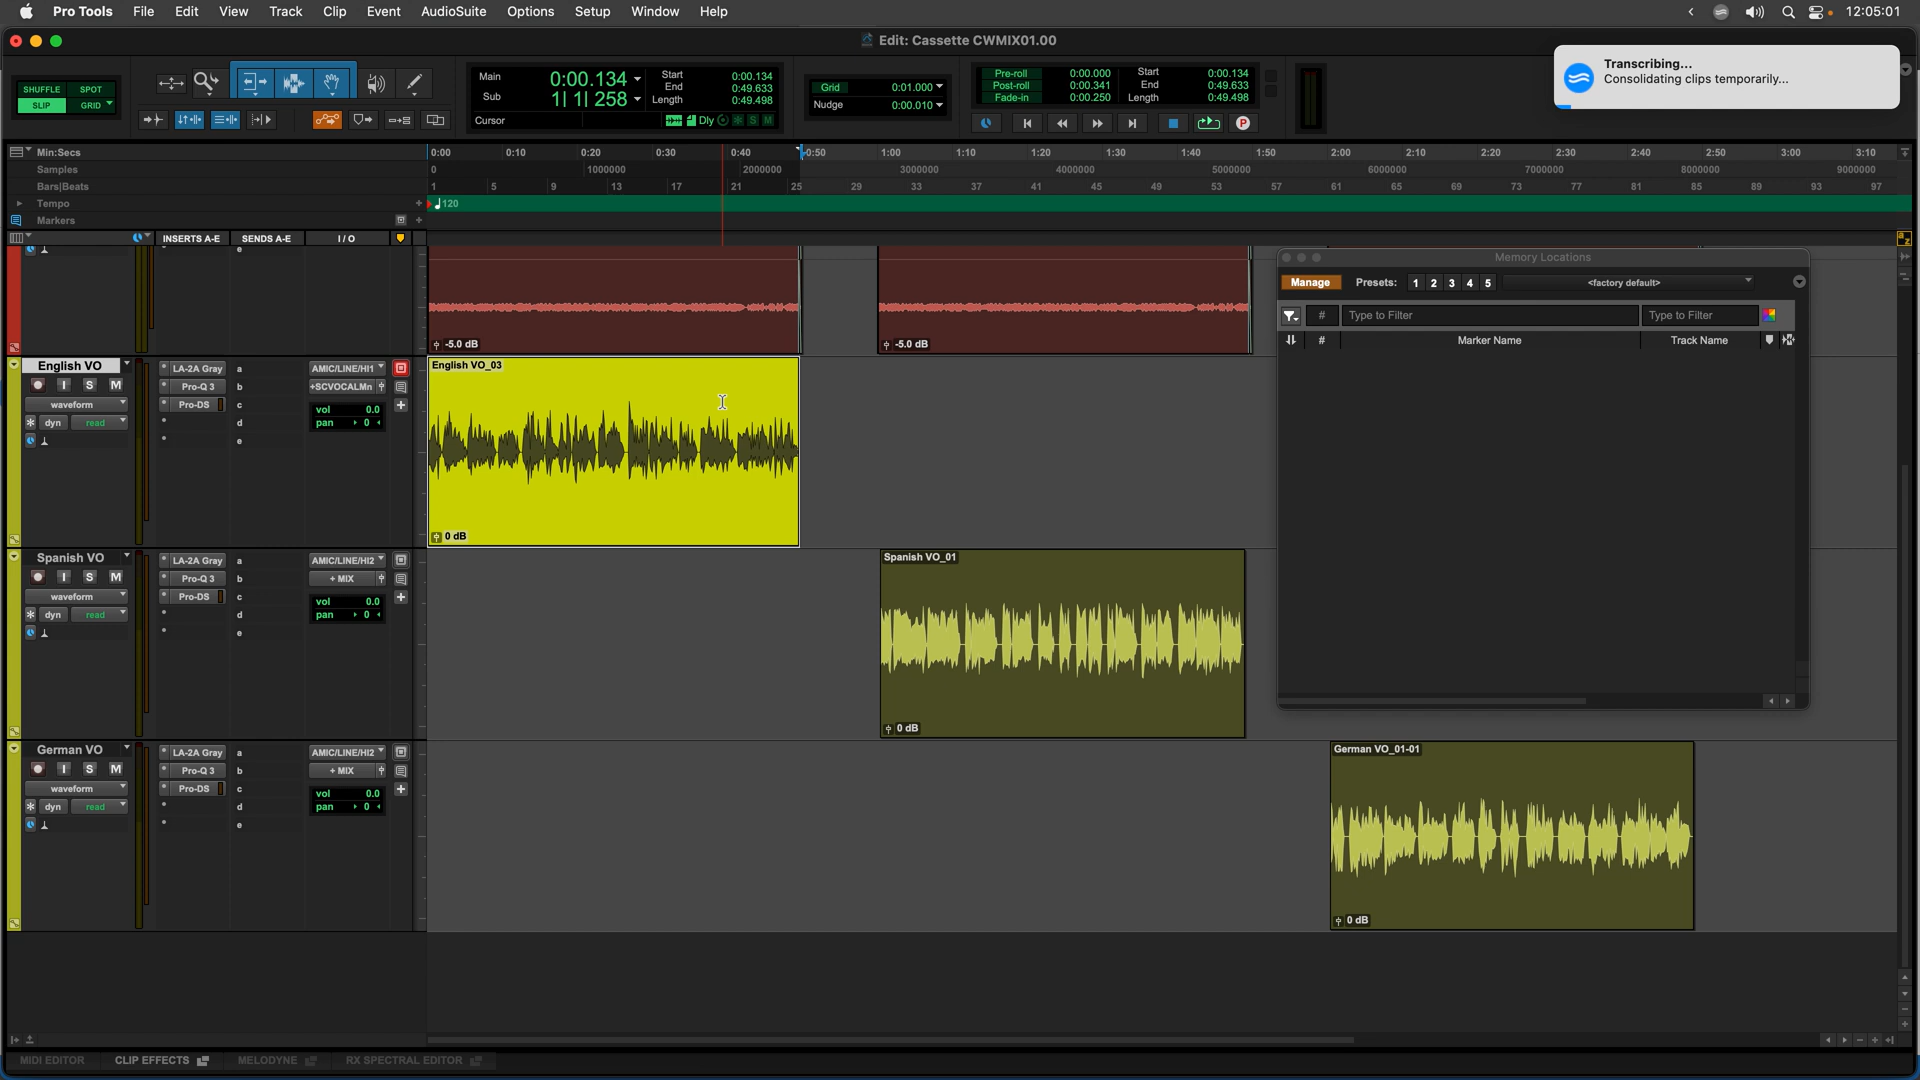 Pro Tools File Edit View Track Clip Event AudioSuite Options Setup Window Help 12:05:01
Edit: Cassette CWMIX01.00
Transcribing...
Consolidating clips temporarily...
SHUFFLE SPOT
SLIP GRID
Main 0:00.134
Sub 1| 1| 258
Cursor
Start 0:00.134
End 0:49.633
Length 0:49.498
Dly S M
Grid 0:01.000
Nudge 0:00.010
Pre-roll 0:00.000
Post-roll 0:00.341
Fade-in 0:00.250
Start 0:00.134
End 0:49.633
Length 0:49.498
P
Min:Secs 0:00 0:10 0:20 0:30 0:40 0:50 1:00 1:10 1:20 1:30 1:40 1:50 2:00 2:10 2:20 2:30 2:40 2:50 3:00 3:10
Samples 0 1000000 2000000 3000000 4000000 5000000 6000000 7000000 8000000 9000000
Bars|Beats 1 5 9 13 17 21 25 29 33 37 41 45 49 53 57 61 65 69 73 77 81 85 89 93 97
Tempo 120
Markers
INSERTS A-E SENDS A-E I / O
e
-5.0 dB -5.0 dB
Memory Locations
Manage Presets: 1 2 3 4 5 <factory default>
# Type to Filter Type to Filter
# Marker Name Track Name
English VO LA-2A Gray a AMIC/LINE/HI1
I S M Pro-Q 3 b +SCVOCALMn
waveform Pro-DS c vol 0.0
dyn read d pan 0
e
English VO_03
0 dB
Spanish VO LA-2A Gray a AMIC/LINE/HI2
I S M Pro-Q 3 b + MIX
waveform Pro-DS c vol 0.0
dyn read d pan 0
e
Spanish VO_01
0 dB
German VO LA-2A Gray a AMIC/LINE/HI2
I S M Pro-Q 3 b + MIX
waveform Pro-DS c vol 0.0
dyn read d pan 0
e
German VO_01-01
0 dB
MIDI EDITOR CLIP EFFECTS MELODYNE RX SPECTRAL EDITOR